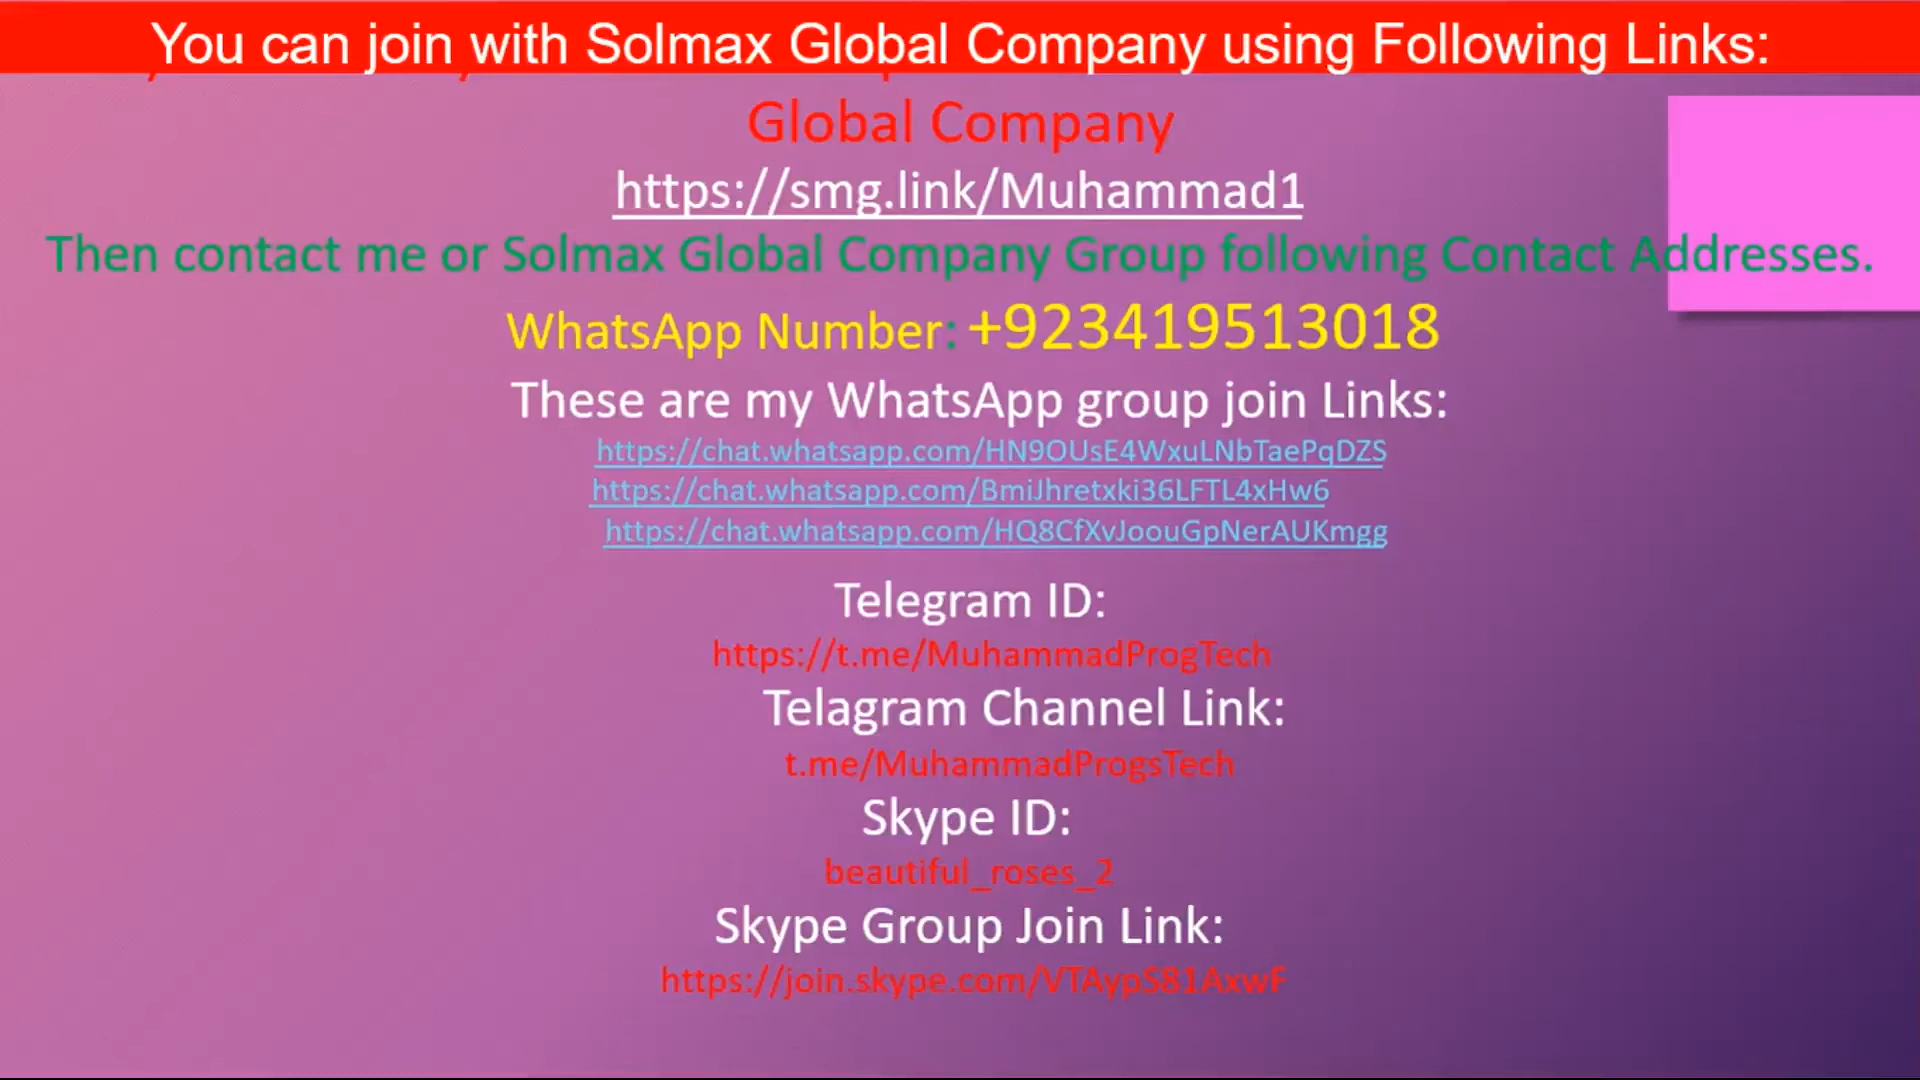 You can join with Solmax Global Company using Following Links:
Global Company
https://smg.link/Muhammad1
Then contact me or Solmax Global Company Group following Contact Addresses.
WhatsApp Number: +923419513018
These are my WhatsApp group join Links:
https://chat.whatsapp.com/HN9OUsE4WxuLNbTaePqDZS
https://chat.whatsapp.com/BmiJhretxki36LFTL4xHw6
https://chat.whatsapp.com/HQ8CfXvJoouGpNerAUKmgg
Telegram ID:
https://t.me/MuhammadProgTech
Telagram Channel Link:
t.me/MuhammadProgsTech
Skype ID:
beautiful_roses_2
Skype Group Join Link:
https://join.skype.com/VTAypS81AxwF